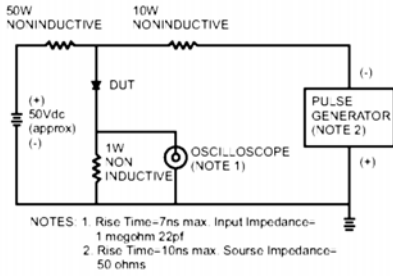 50W
NONINDUCTIVE
10W
NONINDUCTIVE
(+)
50Vdc
(approx)
(-)
DUT
1W
NON
INDUCTIVE
OSCILLOSCOPE
(NOTE 1)
(-)
PULSE
GENERATOR
(NOTE 2)
(+)
NOTES: 1. Rise Time-7ns max. Input Impedance-
1 megohm 22pf
2. Rise Time-10ns max. Sourse Impedance-
50 ohms